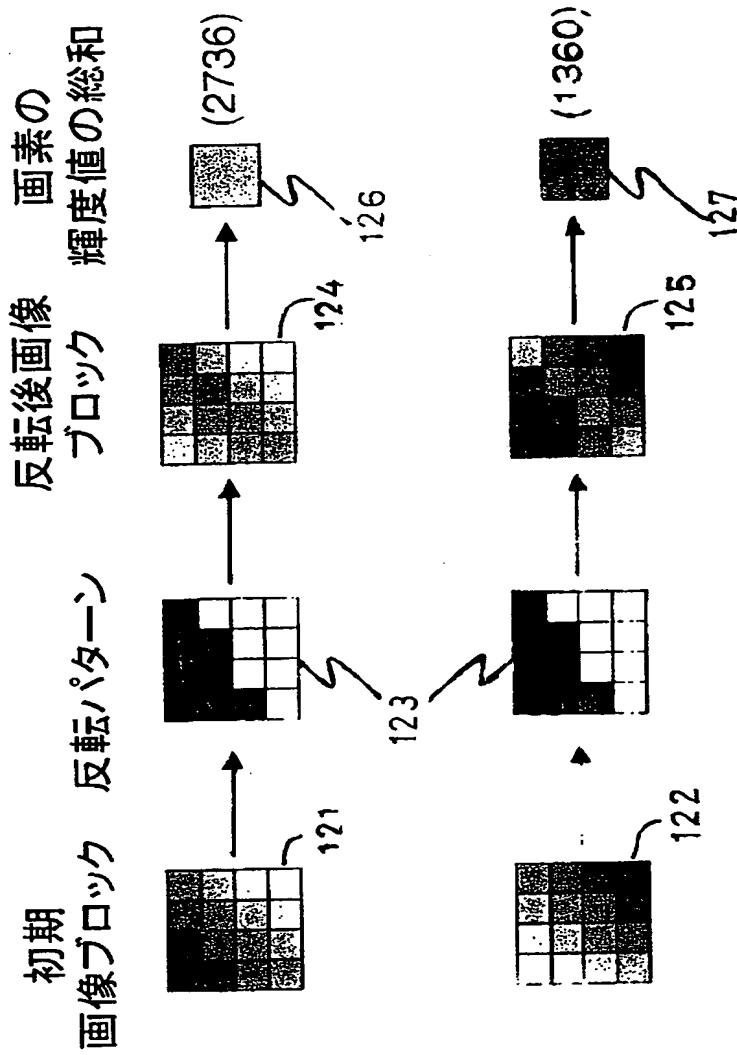 初期
画像ブロック
反転パターン
反転後画像
ブロック
画素の
輝度値の総和
121
123
124
126
(2736)
122
125
127
(1360)